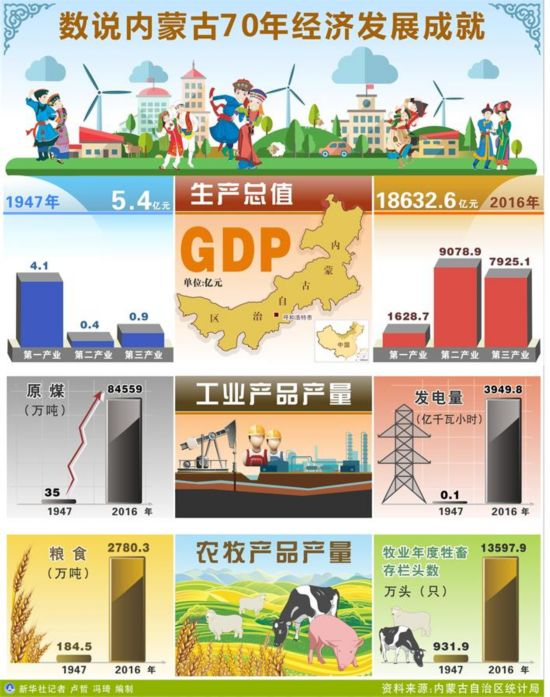 数说内蒙古70年经济发展成就
1947年
5.4亿元
生产总值
18632.6亿元
2016年
GDP
单位:亿元
内
蒙
古
自
治
区
呼和浩特市
中国
4.1
0.4
0.9
第一产业
第二产业
第三产业
1628.7
9078.9
7925.1
第一产业
第二产业
第三产业
原煤
(万吨)
84559
35
1947
2016 年
工业产品产量
发电量
(亿千瓦小时)
3949.8
0.1
1947
2016 年
粮食
(万吨)
2780.3
184.5
1947
2016 年
农牧产品产量
牧业年度牲畜
存栏头数
万头(只)
13597.9
931.9
1947
2016 年
新华社记者 卢哲 冯琦 编制
资料来源:内蒙古自治区统计局